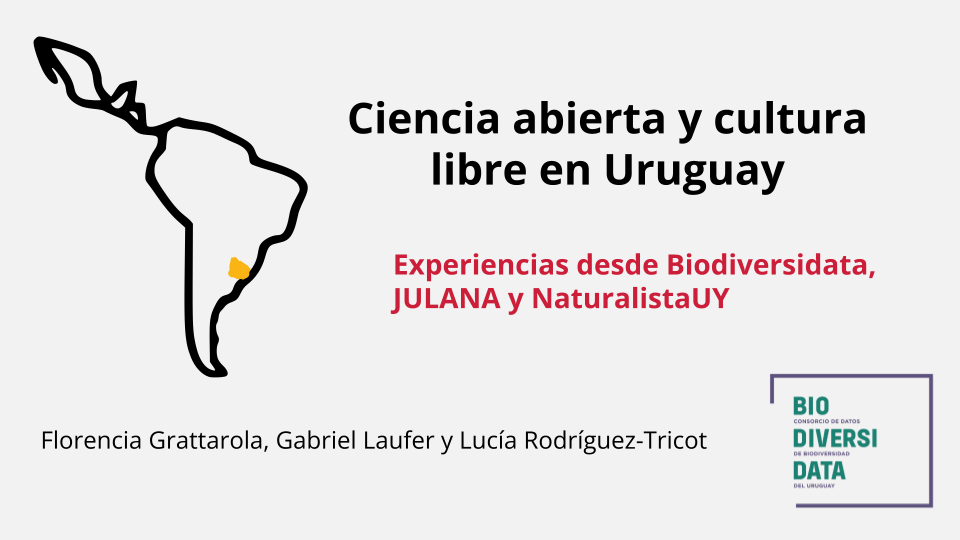 Ciencia abierta y cultura
libre en Uruguay
Experiencias desde Biodiversidata,
JULANA y NaturalistaUY
Florencia Grattarola, Gabriel Laufer y Lucía Rodríguez-Tricot
BIO
CONSORCIO DE DATOS
DIVERSI
DE BIODIVERSIDAD
DATA
DEL URUGUAY